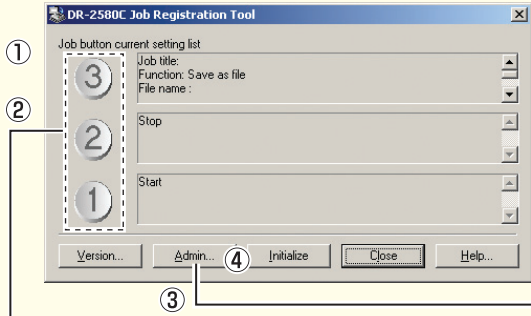 DR-2580C Job Registration Tool
Job button current setting list
①
3
Job title:
Function: Save as file
File name :
②
2
Stop
1
Start
Version...
Admin...
④
Initialize
Close
Help...
③